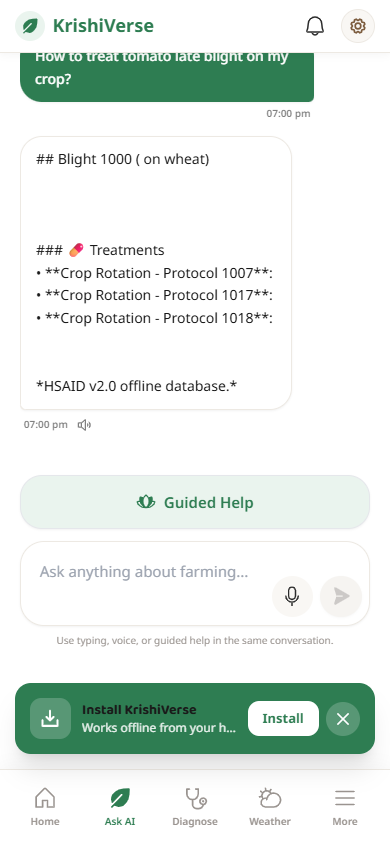 KrishiVerse
How to treat tomato late blight on my
crop?
07:00 pm
## Blight 1000 ( on wheat)
### 💊 Treatments
• **Crop Rotation - Protocol 1007**:
• **Crop Rotation - Protocol 1017**:
• **Crop Rotation - Protocol 1018**:
*HSAID v2.0 offline database.*
07:00 pm
Guided Help
Ask anything about farming...
Use typing, voice, or guided help in the same conversation.
Install KrishiVerse
Works offline from your h...
Install
Home
Ask AI
Diagnose
Weather
More